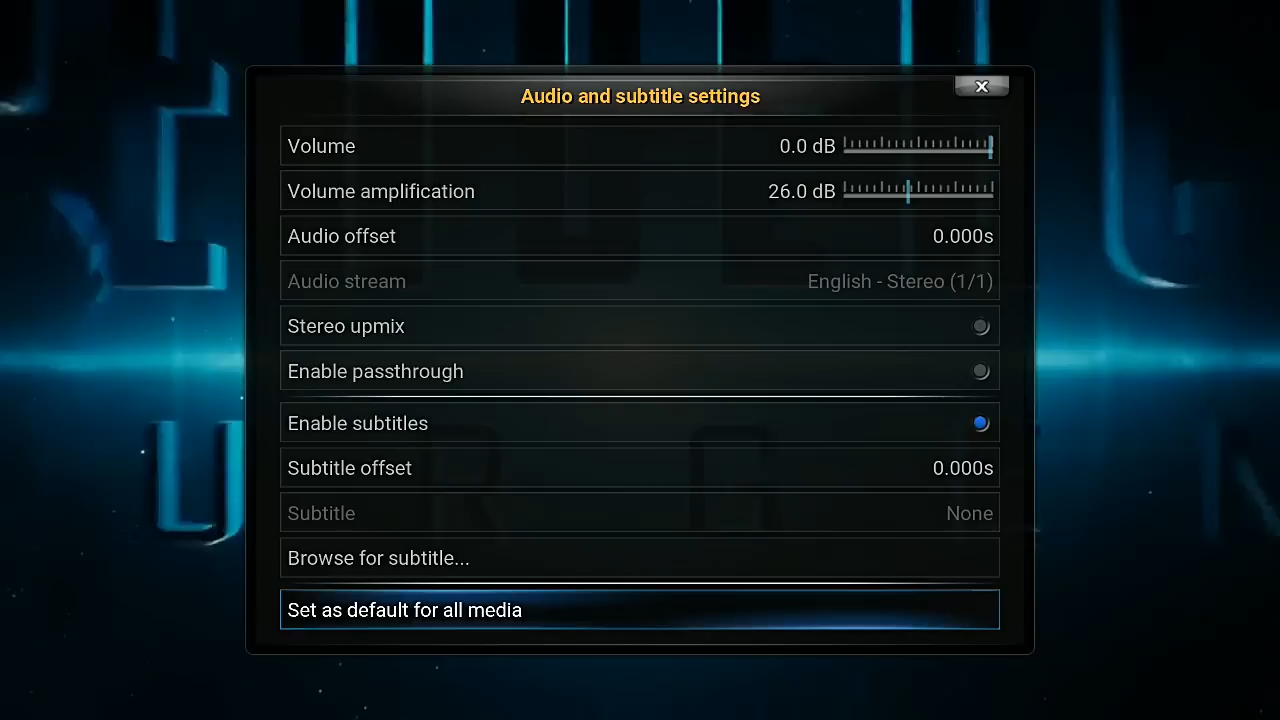 Audio and subtitle settings
Volume 0.0 dB
Volume amplification 26.0 dB
Audio offset 0.000s
Audio stream English - Stereo (1/1)
Stereo upmix
Enable passthrough
Enable subtitles
Subtitle offset 0.000s
Subtitle None
Browse for subtitle...
Set as default for all media